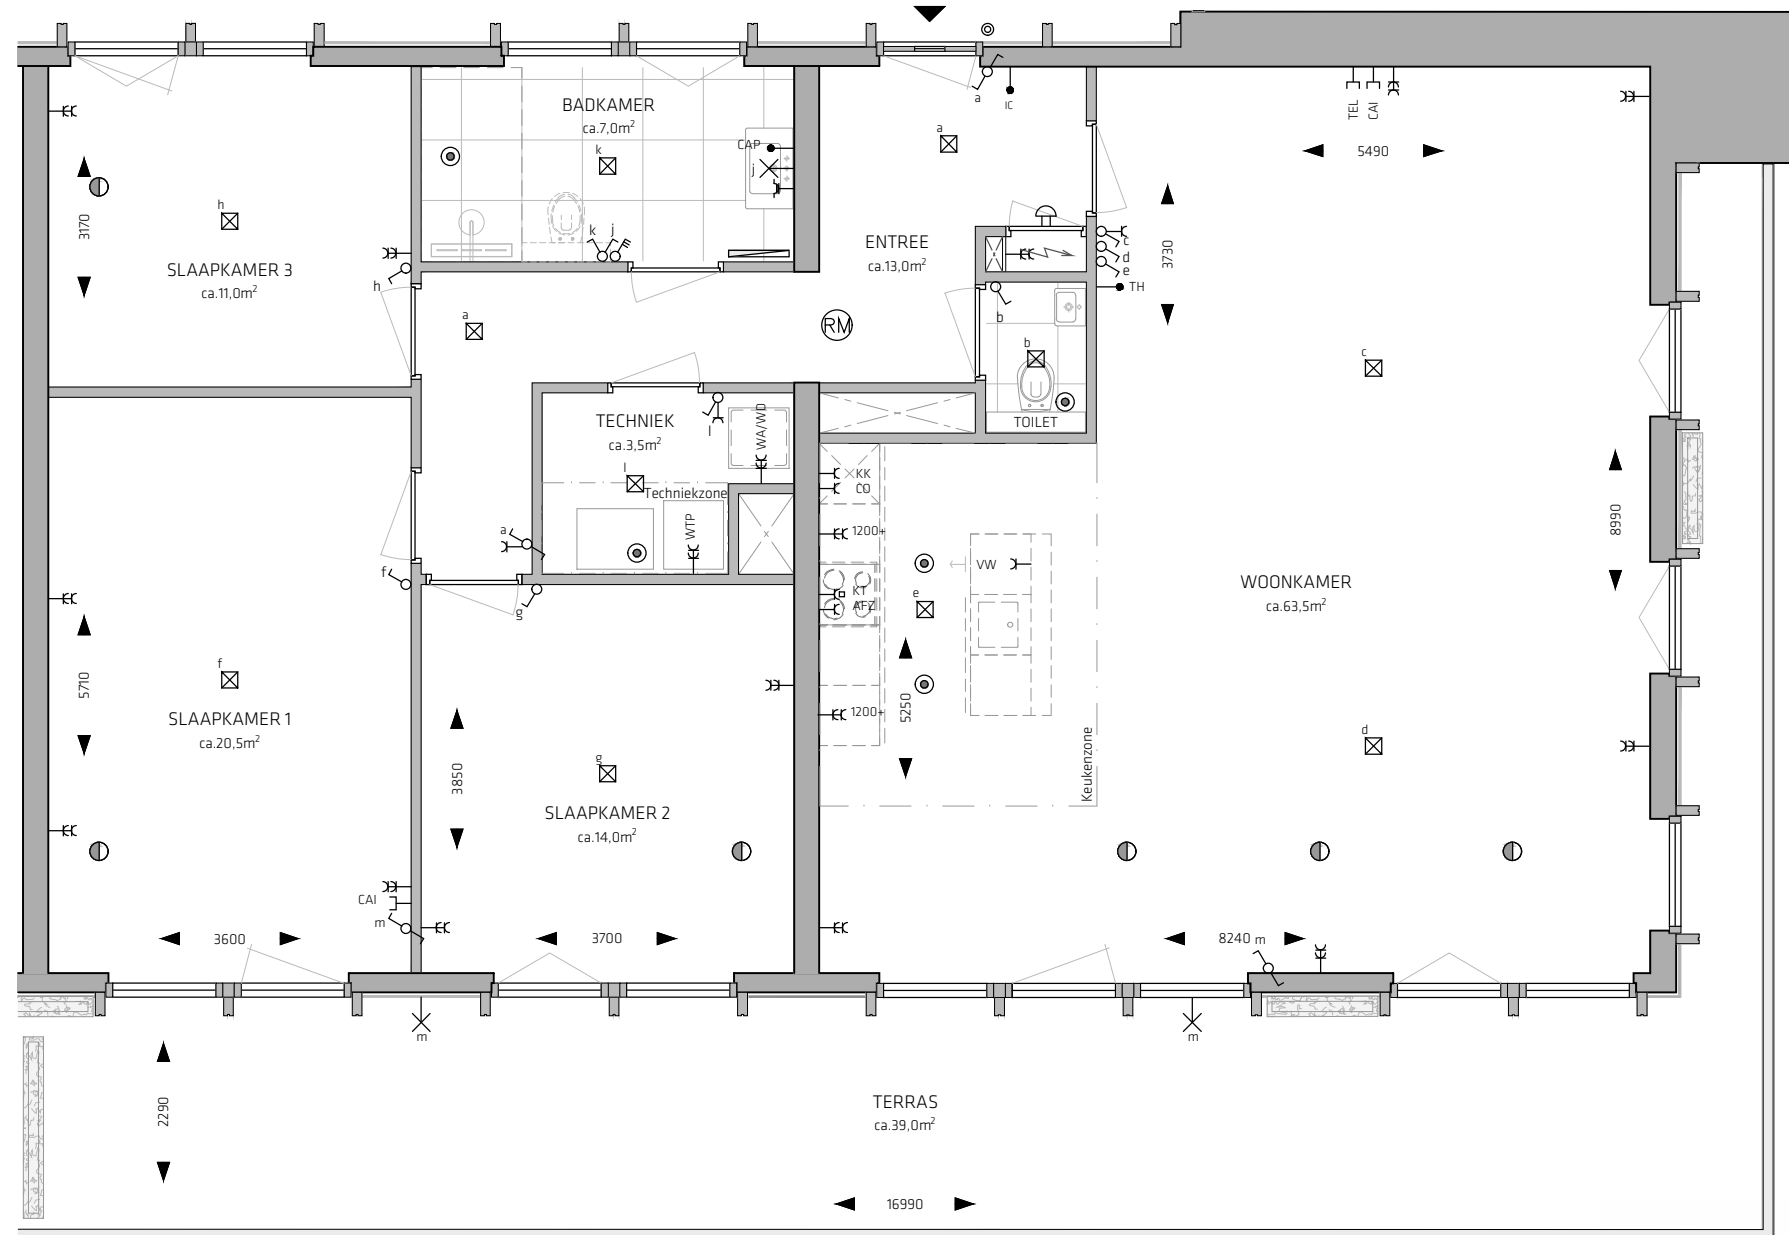 a
IC
TEL
CAI
BADKAMER
ca.7,0m²
k
CAP
j
a
5490
h
3170
k
j
SLAAPKAMER 3
ca.11,0m²
h
ENTREE
ca.13,0m²
c
d
e
TH
3730
a
RM
b
b
c
TOILET
TECHNIEK
ca.3,5m²
l
WA/WD
l
Techniekzone
WTP
KK
CO
1200+
a
f
g
VW
KT
AFZ
e
8990
WOONKAMER
ca.63,5m²
f
5710
SLAAPKAMER 1
ca.20,5m²
1200+
5250
Keukenzone
d
g
3850
SLAAPKAMER 2
ca.14,0m²
CAI
m
3600
3700
8240
m
m
m
2290
TERRAS
ca.39,0m²
16990